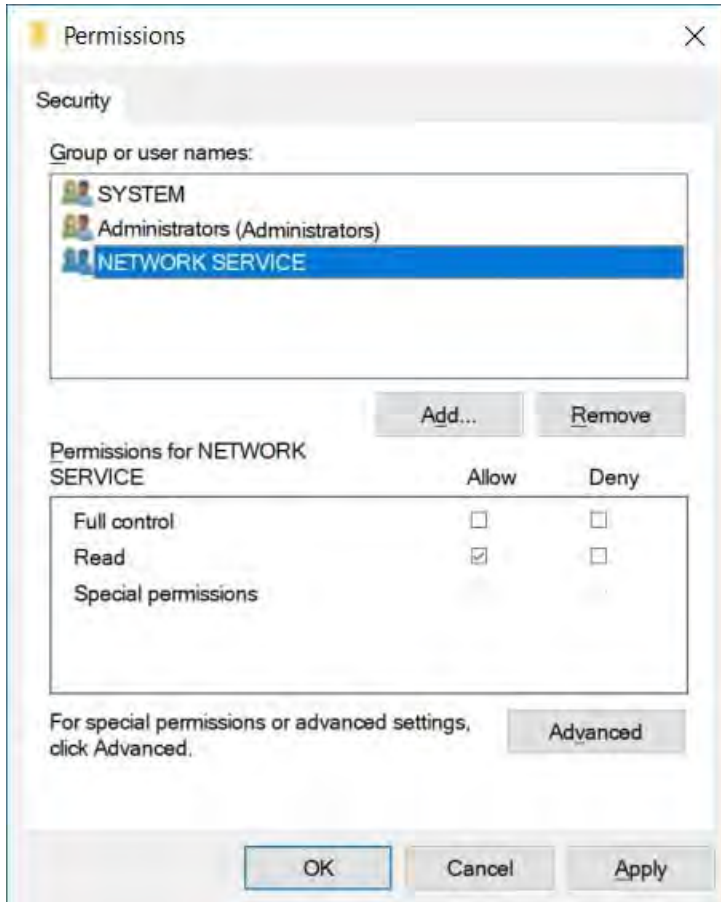 Permissions
Security
Group or user names:
SYSTEM
Administrators (Administrators)
NETWORK SERVICE
Add... Remove
Permissions for NETWORK
SERVICE Allow Deny
Full control
Read
Special permissions
For special permissions or advanced settings,
click Advanced.
Advanced
OK Cancel Apply